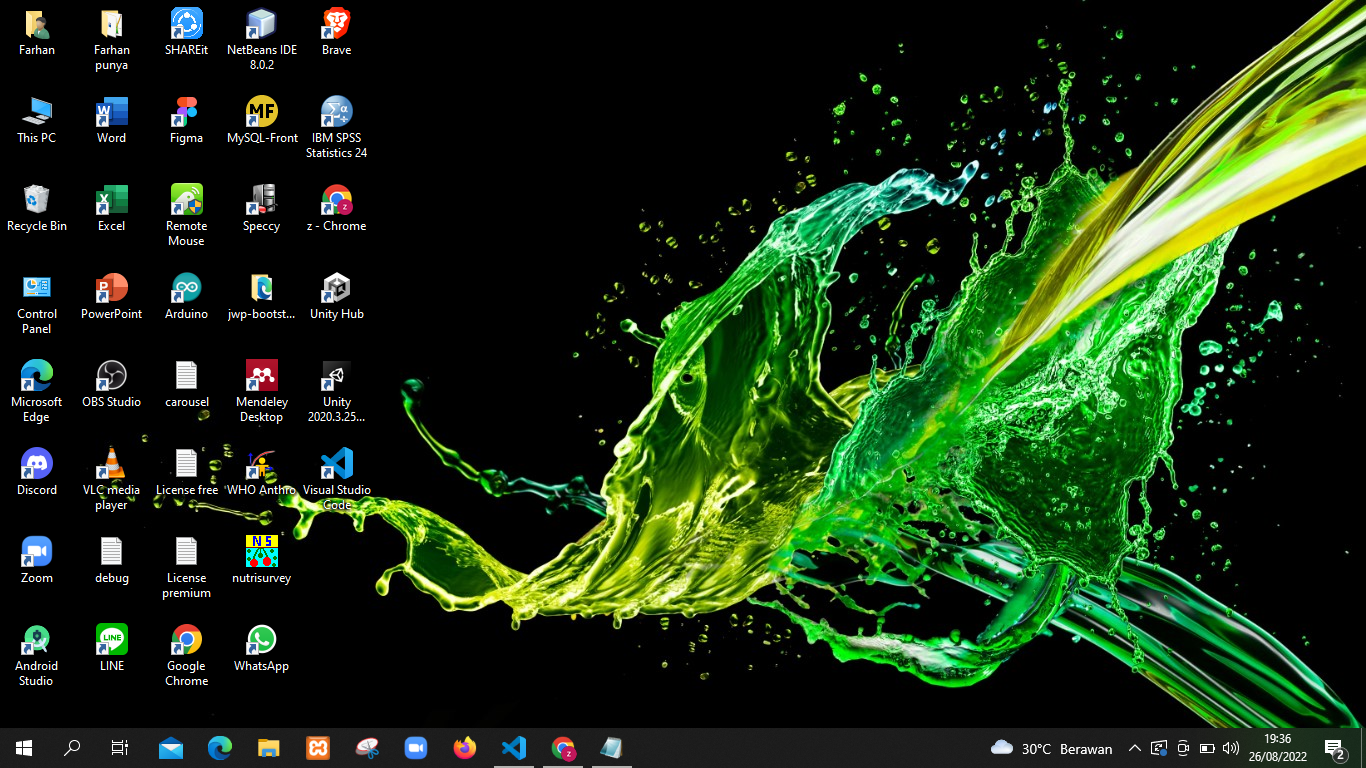 Farhan
Farhan
punya
SHAREit
NetBeans IDE
8.0.2
Brave
This PC
Word
Figma
MF
MySQL-Front
Σα
IBM SPSS
Statistics 24
Recycle Bin
Excel
Remote
Mouse
Speccy
z
z - Chrome
Control
Panel
PowerPoint
Arduino
jwp-bootst...
Unity Hub
Microsoft
Edge
OBS Studio
carousel
Mendeley
Desktop
Unity
2020.3.25...
Discord
VLC media
player
License free
WHO Anthro
Visual Studio
Code
Zoom
debug
License
premium
N S
nutrisurvey
Android
Studio
LINE
LINE
Google
Chrome
WhatsApp
z
30°C Berawan
19:36
26/08/2022
2